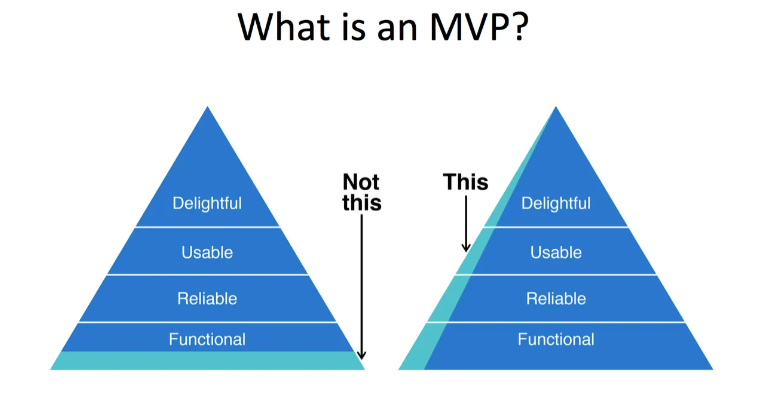 What is an MVP?
Not
this
This
Delightful
Usable
Reliable
Functional
Delightful
Usable
Reliable
Functional